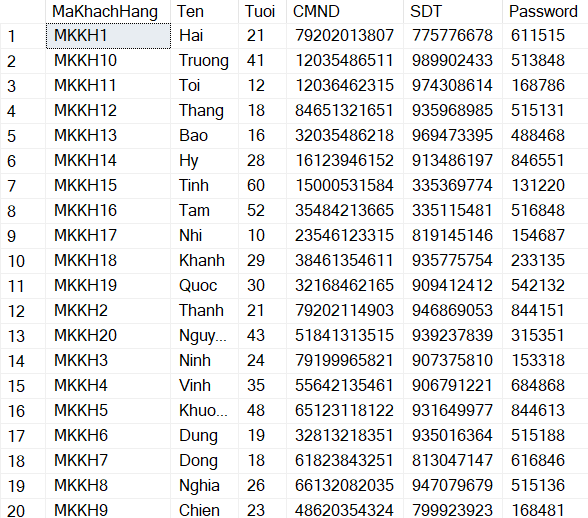 MaKhachHang Ten Tuoi CMND SDT Password
1 MKKH1 Hai 21 79202013807 775776678 611515
2 MKKH10 Truong 41 12035486511 989902433 513848
3 MKKH11 Toi 12 12036462315 974308614 168786
4 MKKH12 Thang 18 84651321651 935968985 515131
5 MKKH13 Bao 16 32035486218 969473395 488468
6 MKKH14 Hy 28 16123946152 913486197 846551
7 MKKH15 Tinh 60 15000531584 335369774 131220
8 MKKH16 Tam 52 35484213665 335115481 516848
9 MKKH17 Nhi 10 23546123315 819145146 154687
10 MKKH18 Khanh 29 38461354611 935775754 233135
11 MKKH19 Quoc 30 32168462165 909412412 542132
12 MKKH2 Thanh 21 79202114903 946869053 844151
13 MKKH20 Nguy... 43 51841313515 939237839 315351
14 MKKH3 Ninh 24 79199965821 907375810 153318
15 MKKH4 Vinh 35 55642135461 906791221 684868
16 MKKH5 Khuo... 48 65123118122 931649977 844613
17 MKKH6 Dung 19 32813218351 935016364 515188
18 MKKH7 Dong 18 61823843251 813047147 616846
19 MKKH8 Nghia 26 66132082035 947079679 515136
20 MKKH9 Chien 23 48620354324 799923923 168481